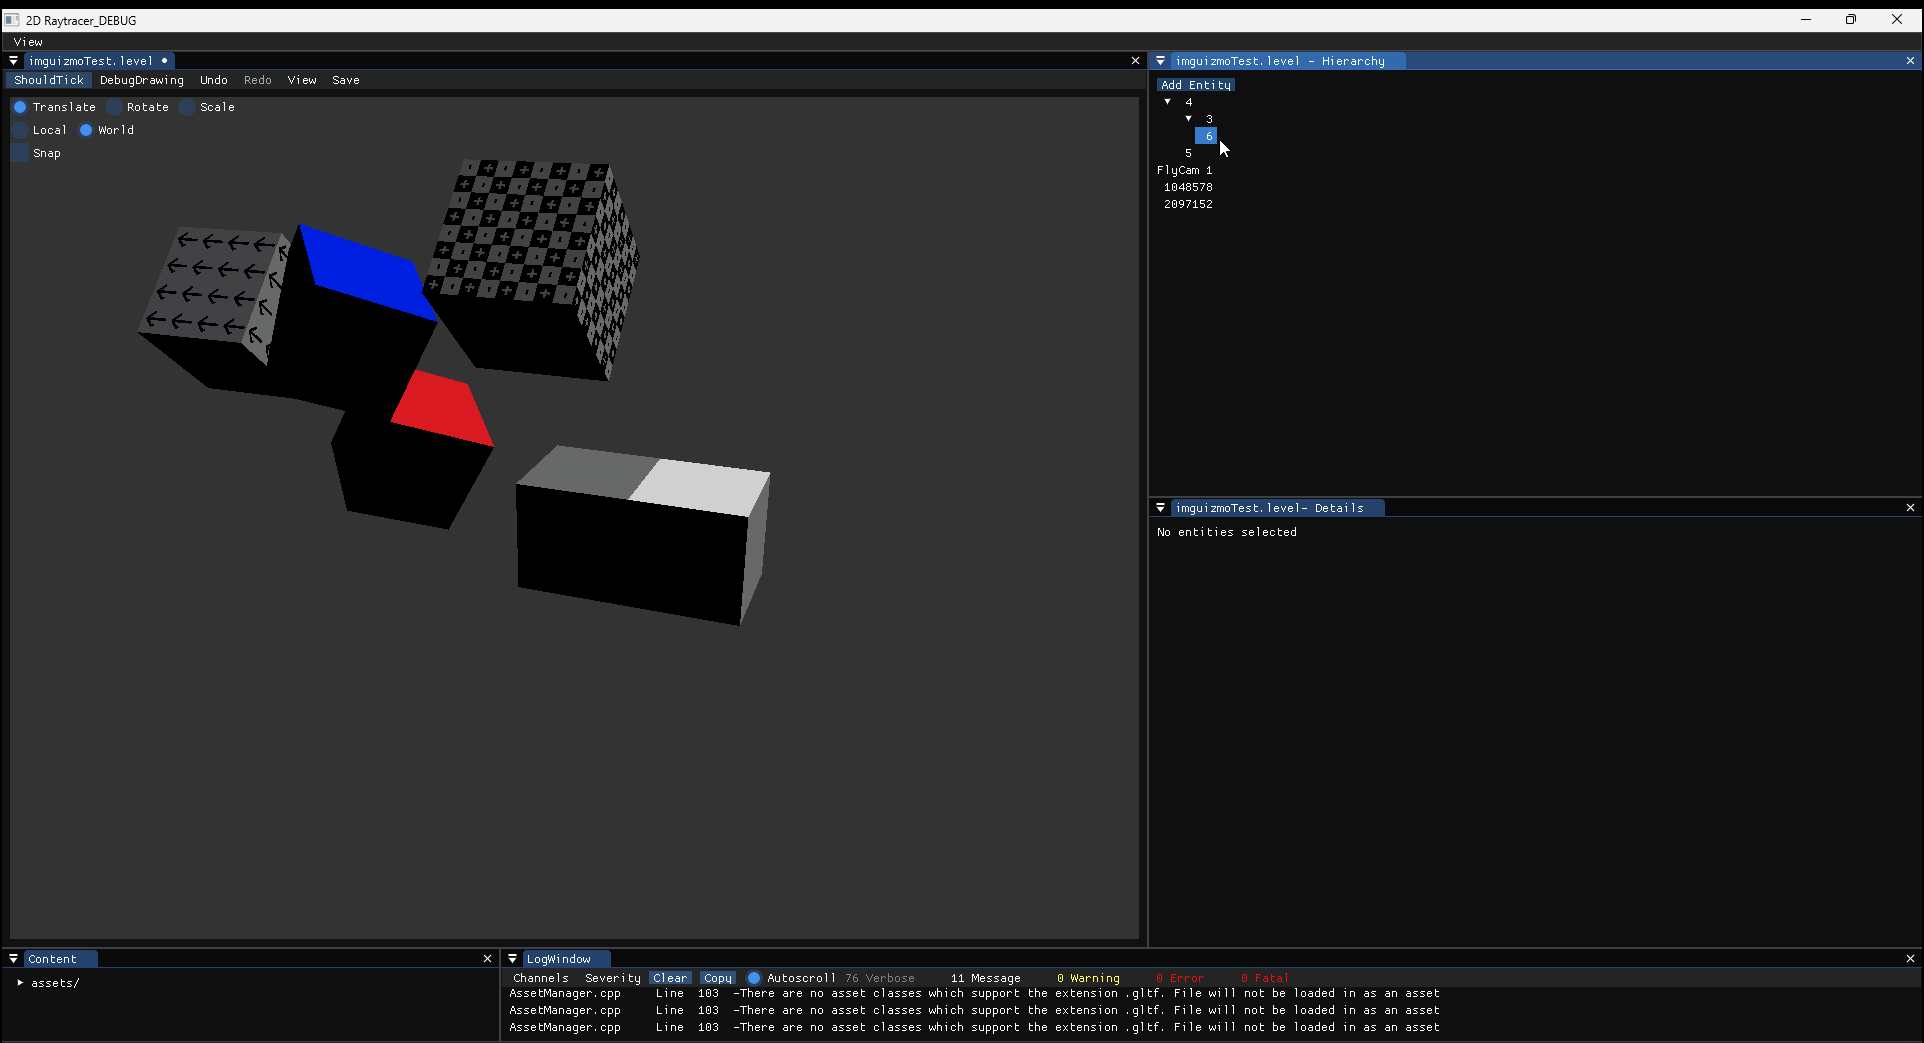 2D Raytracer_DEBUG
View
imguizmoTest.level
ShouldTick DebugDrawing Undo Redo View Save
Translate Rotate Scale
Local World
Snap
imguizmoTest.level - Hierarchy
Add Entity
4
3
6
5
FlyCam 1
1048578
2097152
imguizmoTest.level- Details
No entities selected
Content
assets/
LogWindow
Channels Severity Clear Copy Autoscroll 76 Verbose 11 Message 0 Warning 0 Error 0 Fatal
AssetManager.cpp Line 103 -There are no asset classes which support the extension .gltf. File will not be loaded in as an asset
AssetManager.cpp Line 103 -There are no asset classes which support the extension .gltf. File will not be loaded in as an asset
AssetManager.cpp Line 103 -There are no asset classes which support the extension .gltf. File will not be loaded in as an asset